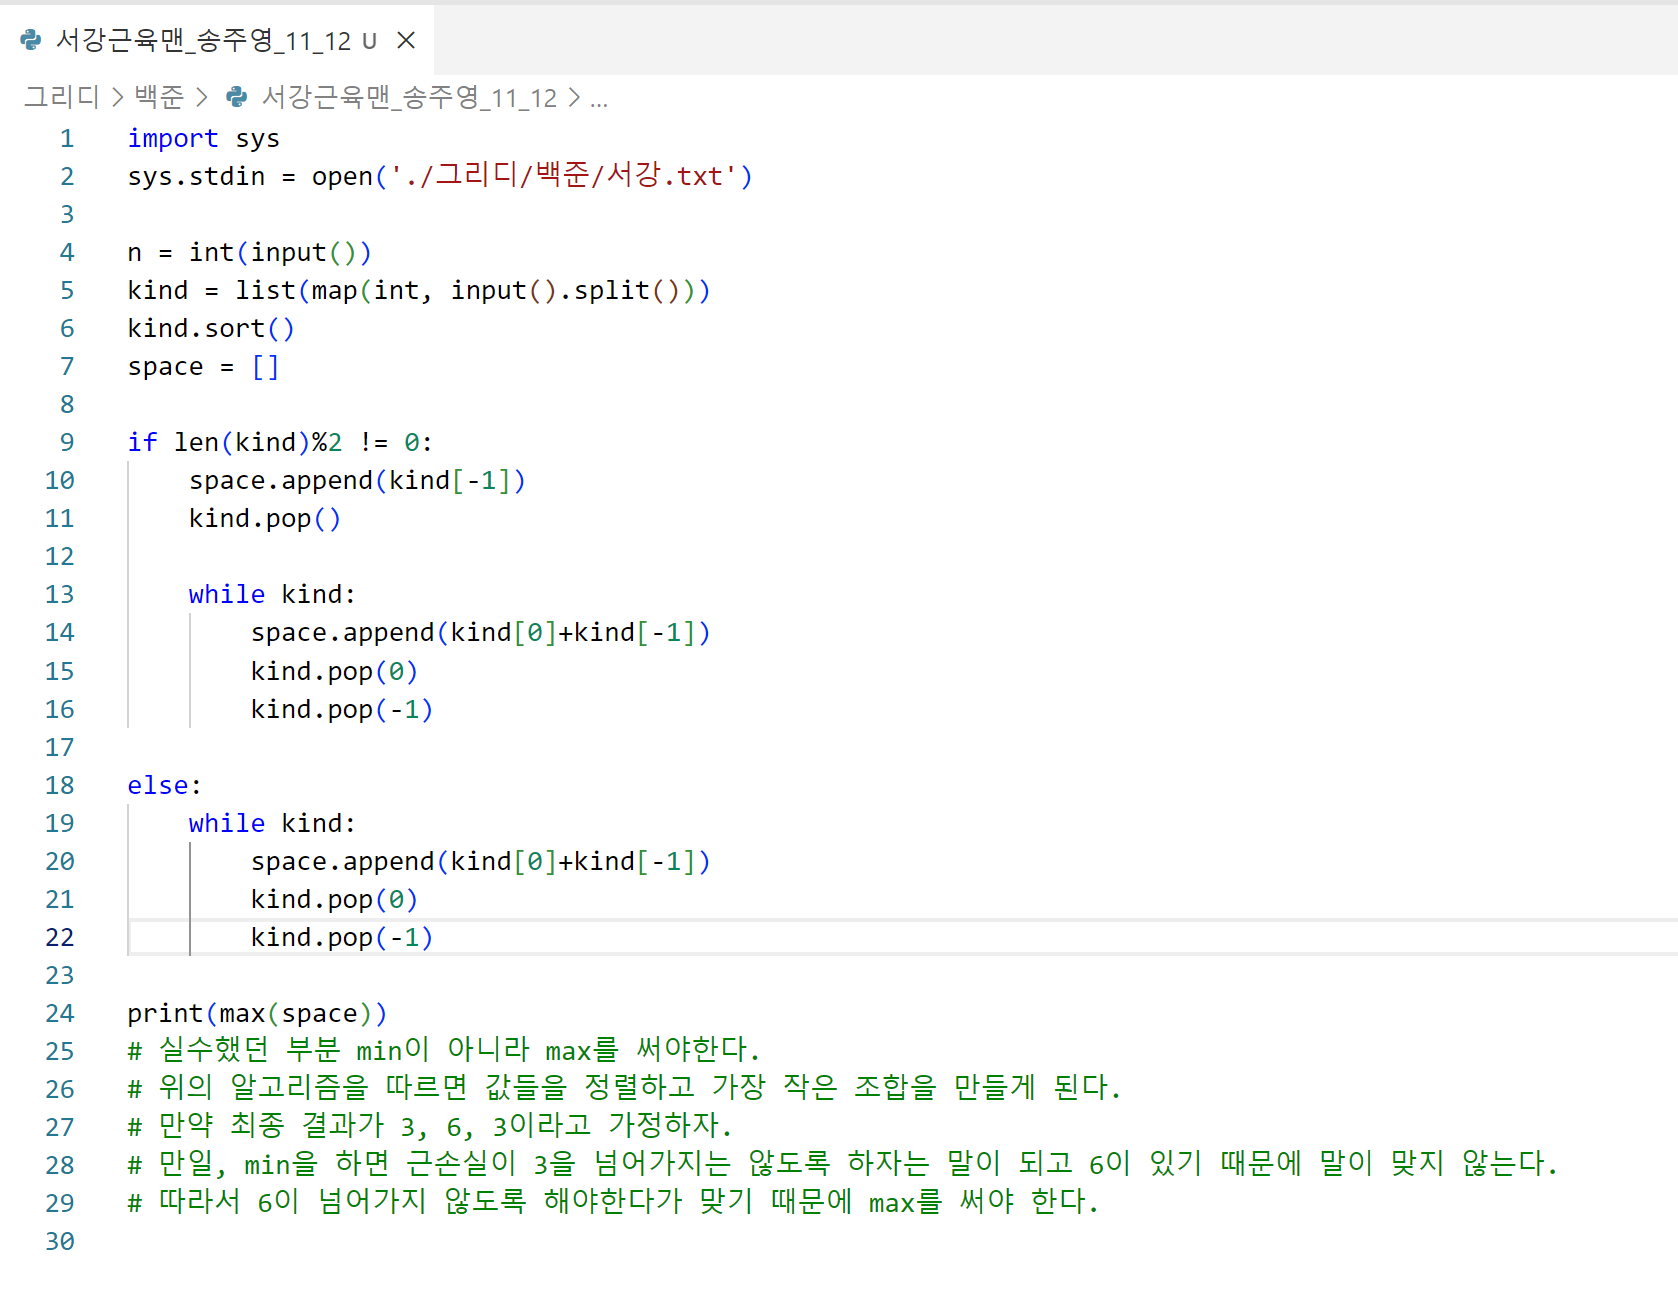 서강근육맨_송주영_11_12 U ×
그리디 > 백준 > 서강근육맨_송주영_11_12 > ...
1 import sys
2 sys.stdin = open('./그리디/백준/서강.txt')
3
4 n = int(input())
5 kind = list(map(int, input().split()))
6 kind.sort()
7 space = []
8
9 if len(kind)%2 != 0:
10     space.append(kind[-1])
11     kind.pop()
12
13     while kind:
14         space.append(kind[0]+kind[-1])
15         kind.pop(0)
16         kind.pop(-1)
17
18 else:
19     while kind:
20         space.append(kind[0]+kind[-1])
21         kind.pop(0)
22         kind.pop(-1)
23
24 print(max(space))
25 # 실수했던 부분 min이 아니라 max를 써야한다.
26 # 위의 알고리즘을 따르면 값들을 정렬하고 가장 작은 조합을 만들게 된다.
27 # 만약 최종 결과가 3, 6, 3이라고 가정하자.
28 # 만일, min을 하면 근손실이 3을 넘어가지는 않도록 하자는 말이 되고 6이 있기 때문에 말이 맞지 않는다.
29 # 따라서 6이 넘어가지 않도록 해야한다가 맞기 때문에 max를 써야 한다.
30